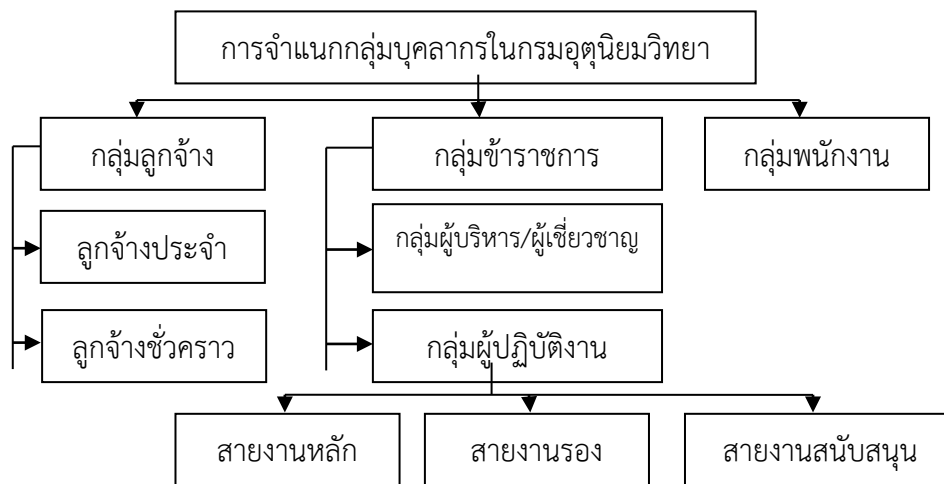 การจำแนกกลุ่มบุคลากรในกรมอุตุนิยมวิทยา
กลุ่มลูกจ้าง
กลุ่มข้าราชการ
กลุ่มพนักงาน
ลูกจ้างประจำ
กลุ่มผู้บริหาร/ผู้เชี่ยวชาญ
ลูกจ้างชั่วคราว
กลุ่มผู้ปฏิบัติงาน
สายงานหลัก
สายงานรอง
สายงานสนับสนุน